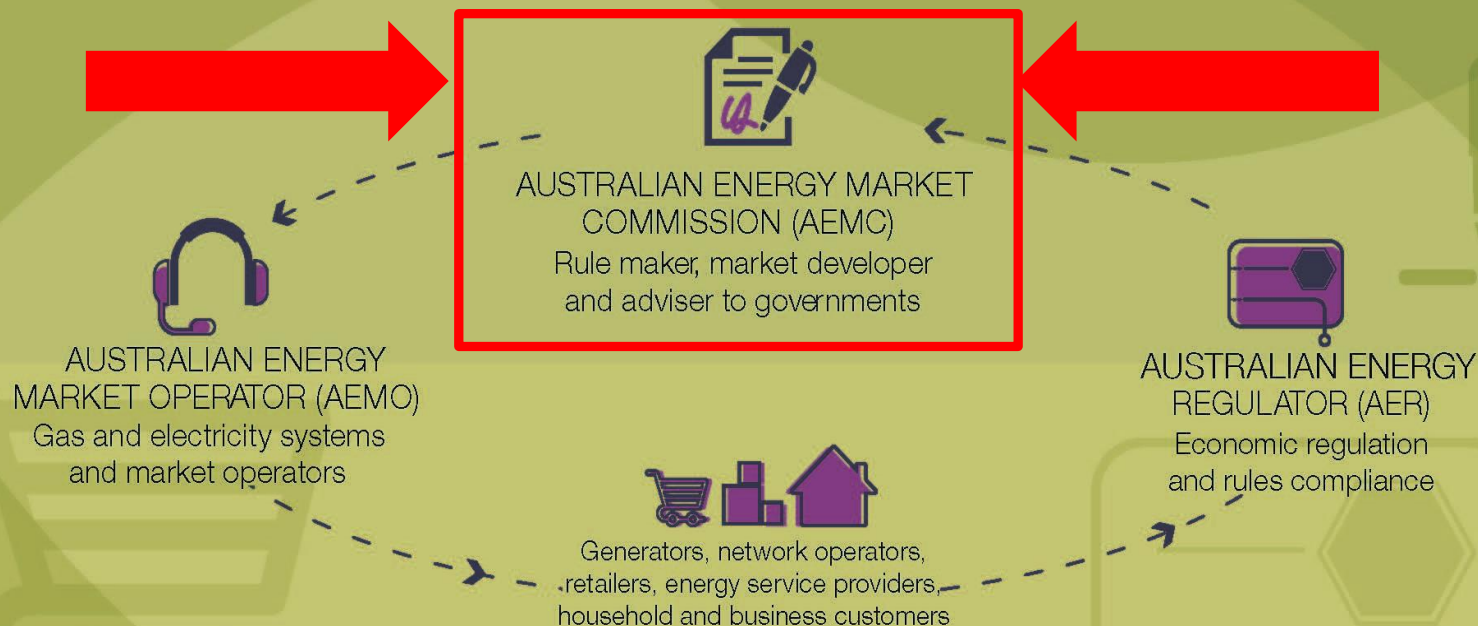 AUSTRALIAN ENERGY MARKET
COMMISSION (AEMC)
Rule maker, market developer
and adviser to governments
AUSTRALIAN ENERGY
MARKET OPERATOR (AEMO)
Gas and electricity systems
and market operators
AUSTRALIAN ENERGY
REGULATOR (AER)
Economic regulation
and rules compliance
Generators, network operators,
retailers, energy service providers,
household and business customers